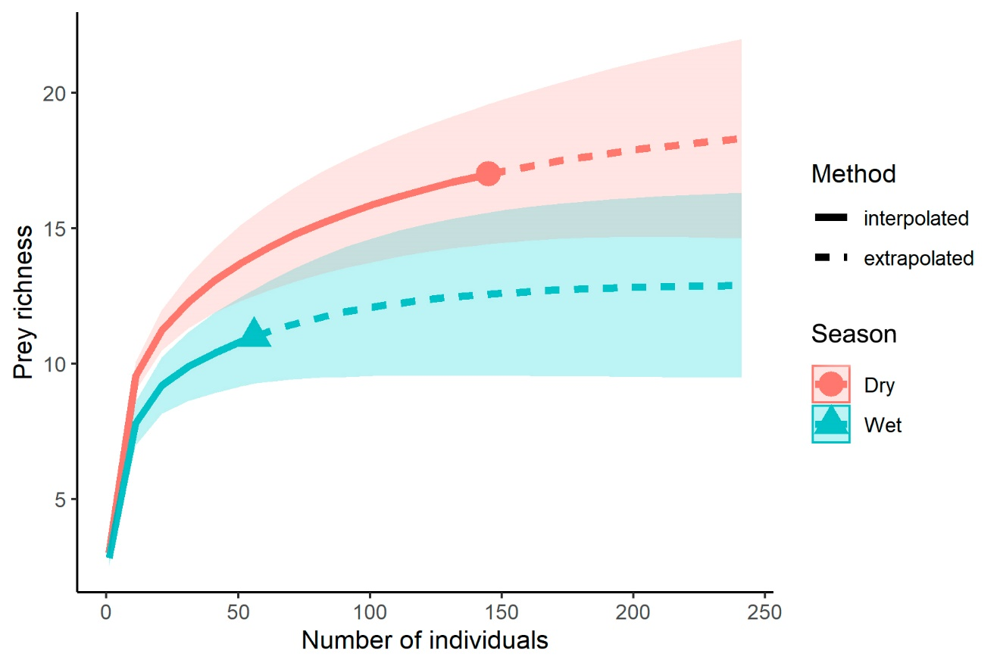 20
15
10
5
Prey richness
0 50 100 150 200 250
Number of individuals
Method
interpolated
extrapolated
Season
Dry
Wet